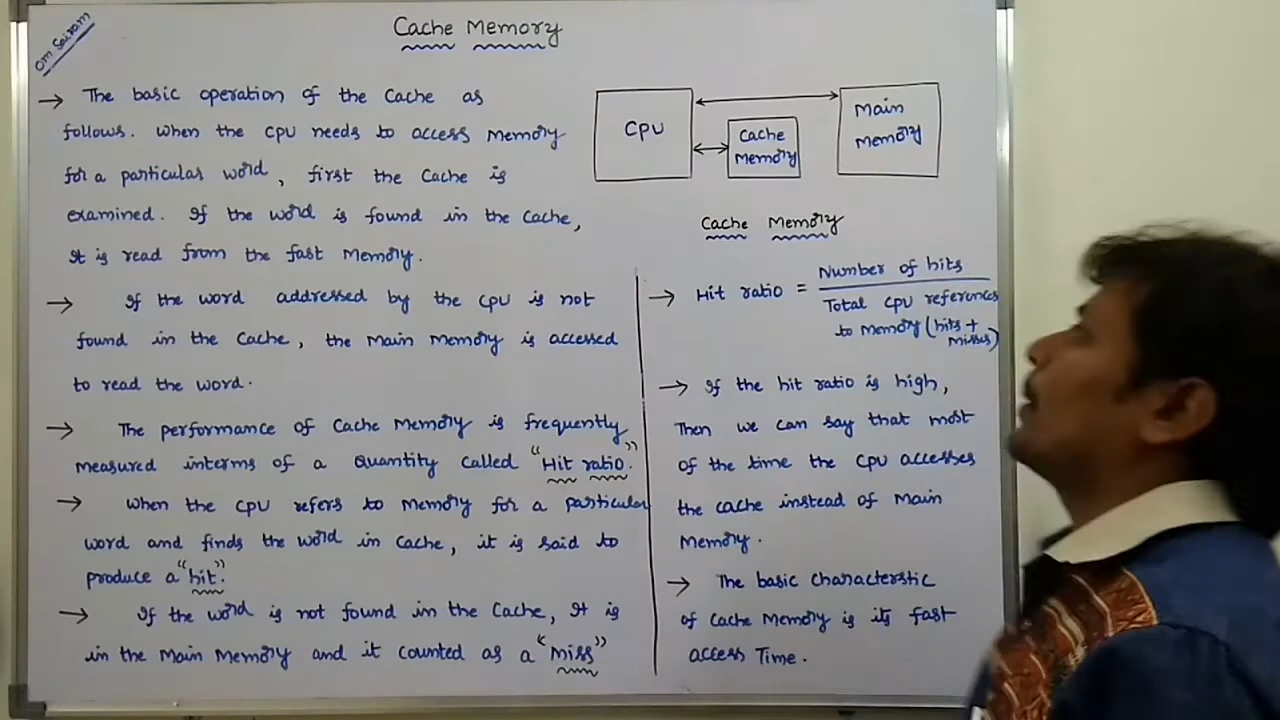 Om Sairam
Cache Memory
→ The basic operation of the Cache as
follows. When the CPU needs to access Memory
for a particular word, first the Cache is
examined. If the word is found in the Cache,
It is read from the fast Memory.
→ If the word addressed by the CPU is not
found in the Cache, the Main Memory is accessed
to read the word.
→ The performance of Cache Memory is frequently
measured interms of a Quantity called "Hit ratio".
→ When the CPU refers to Memory for a particular
word and finds the word in Cache, it is said to
produce a "hit".
→ If the word is not found in the Cache, It is
in the Main Memory and it counted as a "miss"
CPU
Cache
Memory
Main
Memory
Cache Memory
→ Hit ratio = Number of hits
Total CPU references
to Memory (hits +
misses)
→ If the hit ratio is high,
Then we can say that most
of the time the CPU accesses
the cache instead of Main
Memory.
→ The basic characterstic
of Cache Memory is its fast
access Time.